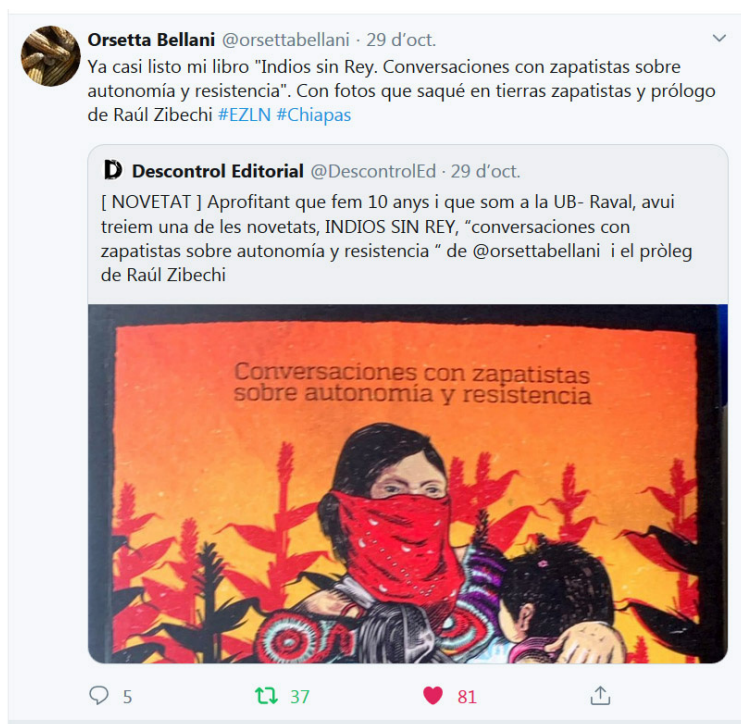 Orsetta Bellani @orsettabellani · 29 d'oct.
Ya casi listo mi libro "Indios sin Rey. Conversaciones con zapatistas sobre
autonomía y resistencia". Con fotos que saqué en tierras zapatistas y prólogo
de Raúl Zibechi #EZLN #Chiapas
D Descontrol Editorial @DescontrolEd · 29 d'oct.
[ NOVETAT ] Aprofitant que fem 10 anys i que som a la UB- Raval, avui
treiem una de les novetats, INDIOS SIN REY, “conversaciones con
zapatistas sobre autonomía y resistencia “ de @orsettabellani i el pròleg
de Raúl Zibechi
Conversaciones con zapatistas
sobre autonomía y resistencia
5 37 81